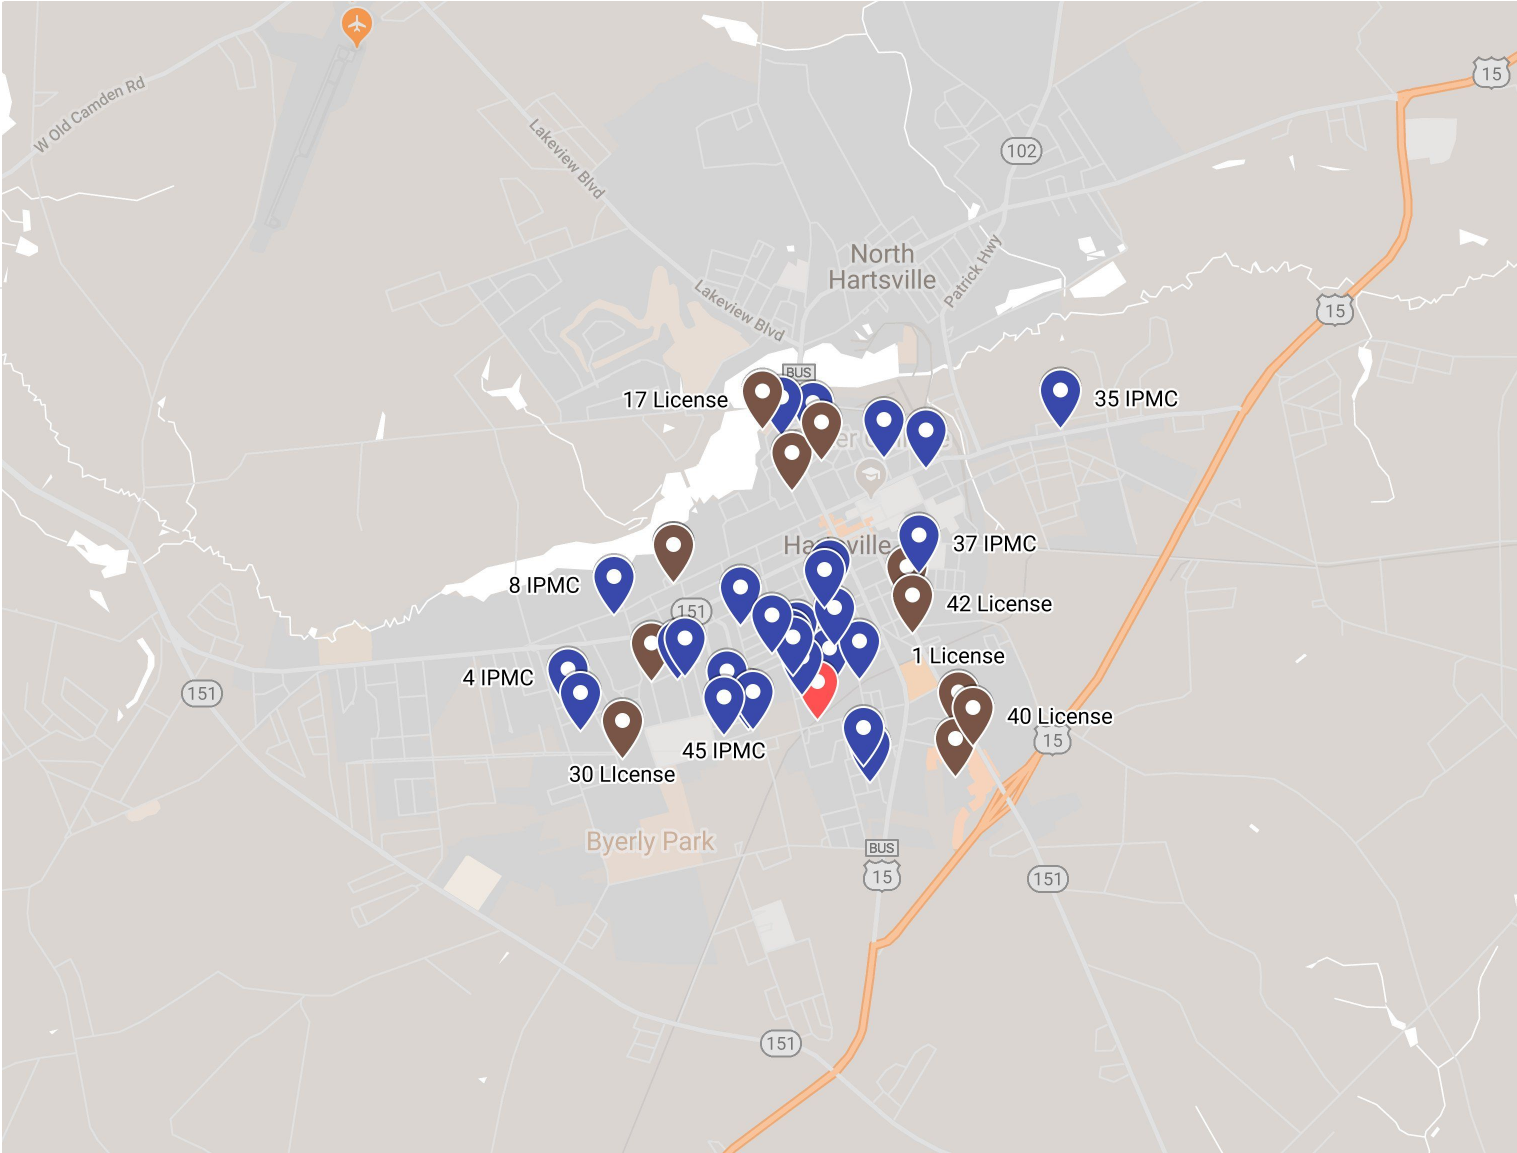 15
W Old Camden Rd
Lakeview Blvd
102
North
Hartsville
Patrick Hwy
Lakeview Blvd
15
BUS
17 License
35 IPMC
37 IPMC
8 IPMC
151
42 License
1 License
4 IPMC
151
40 License
15
45 IPMC
30 LIcense
Byerly Park
BUS
15
151
151